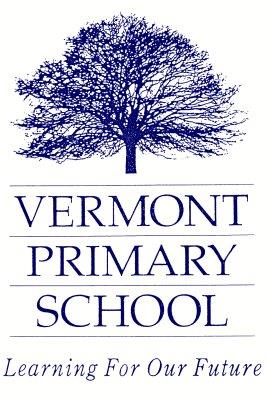 VERMONT
PRIMARY
SCHOOL
Learning For Our Future